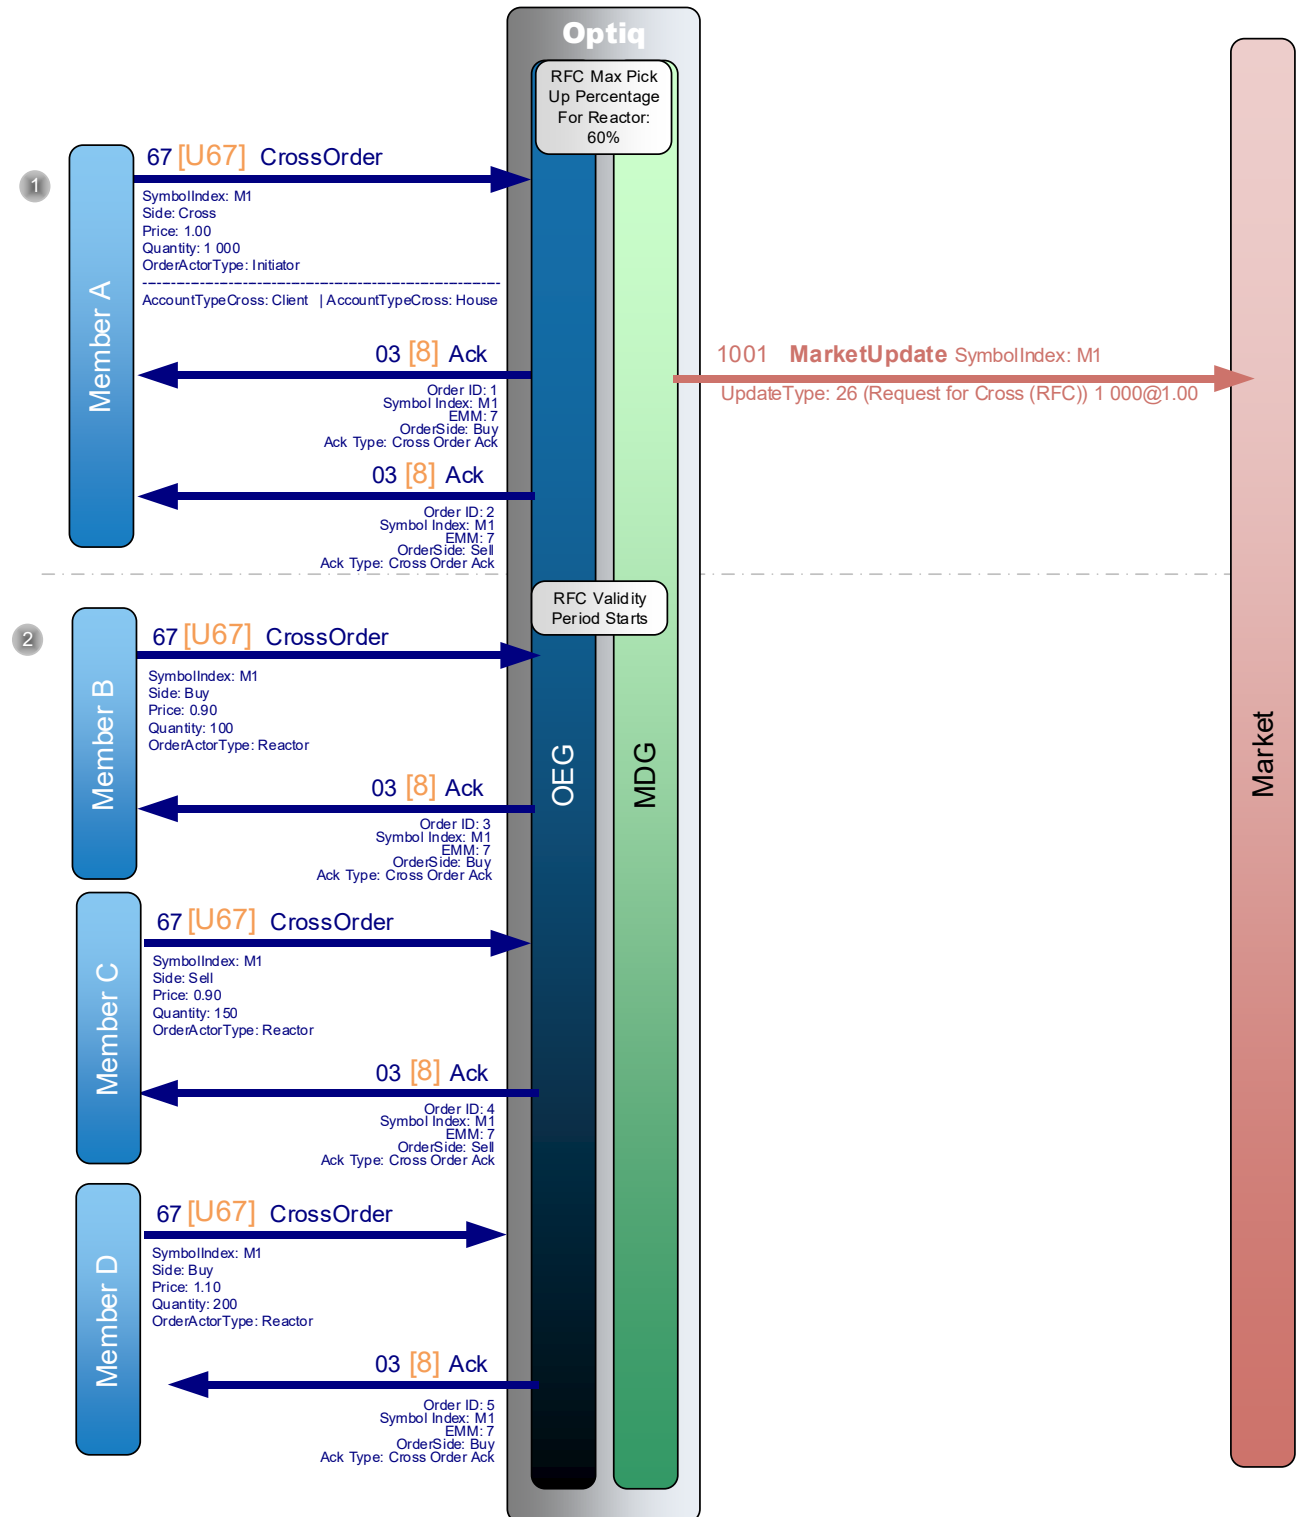 Optiq
RFC Max Pick
Up Percentage
For Reactor:
60%
1
Member A
67 [U67] CrossOrder
SymbolIndex: M1
Side: Cross
Price: 1.00
Quantity: 1 000
OrderActorType: Initiator
AccountTypeCross: Client | AccountTypeCross: House
03 [8] Ack
Order ID: 1
Symbol Index: M1
EMM: 7
OrderSide: Buy
Ack Type: Cross Order Ack
1001 MarketUpdate SymbolIndex: M1
UpdateType: 26 (Request for Cross (RFC)) 1 000@1.00
03 [8] Ack
Order ID: 2
Symbol Index: M1
EMM: 7
OrderSide: Sell
Ack Type: Cross Order Ack
RFC Validity
Period Starts
2
Member B
67 [U67] CrossOrder
SymbolIndex: M1
Side: Buy
Price: 0.90
Quantity: 100
OrderActorType: Reactor
03 [8] Ack
Order ID: 3
Symbol Index: M1
EMM: 7
OrderSide: Buy
Ack Type: Cross Order Ack
OEG
MDG
Market
Member C
67 [U67] CrossOrder
SymbolIndex: M1
Side: Sell
Price: 0.90
Quantity: 150
OrderActorType: Reactor
03 [8] Ack
Order ID: 4
Symbol Index: M1
EMM: 7
OrderSide: Sell
Ack Type: Cross Order Ack
Member D
67 [U67] CrossOrder
SymbolIndex: M1
Side: Buy
Price: 1.10
Quantity: 200
OrderActorType: Reactor
03 [8] Ack
Order ID: 5
Symbol Index: M1
EMM: 7
OrderSide: Buy
Ack Type: Cross Order Ack